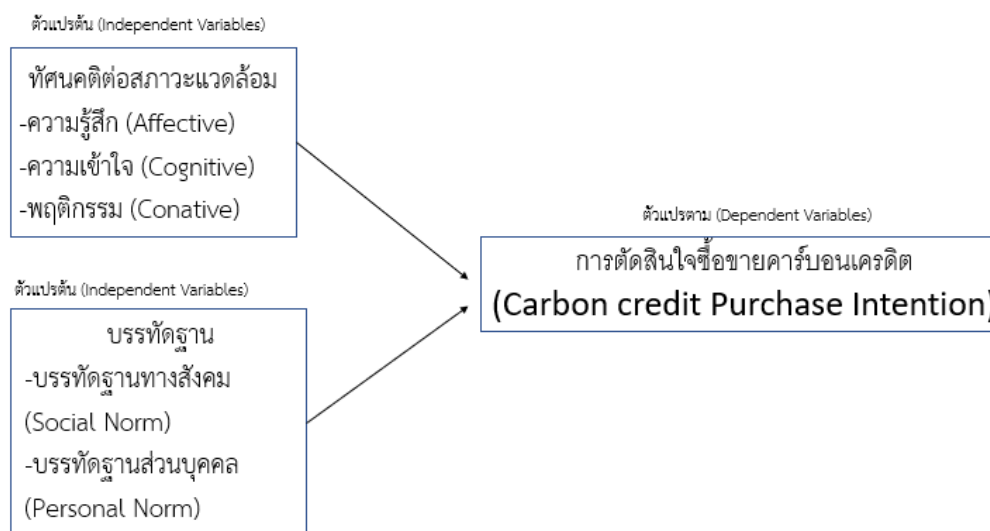 ตัวแปรต้น (Independent Variables)
ทัศนคติต่อสภาวะแวดล้อม
-ความรู้สึก (Affective)
-ความเข้าใจ (Cognitive)
-พฤติกรรม (Conative)
ตัวแปรตาม (Dependent Variables)
การตัดสินใจซื้อขายคาร์บอนเครดิต
(Carbon credit Purchase Intention)
ตัวแปรต้น (Independent Variables)
บรรทัดฐาน
-บรรทัดฐานทางสังคม
(Social Norm)
-บรรทัดฐานส่วนบุคคล
(Personal Norm)